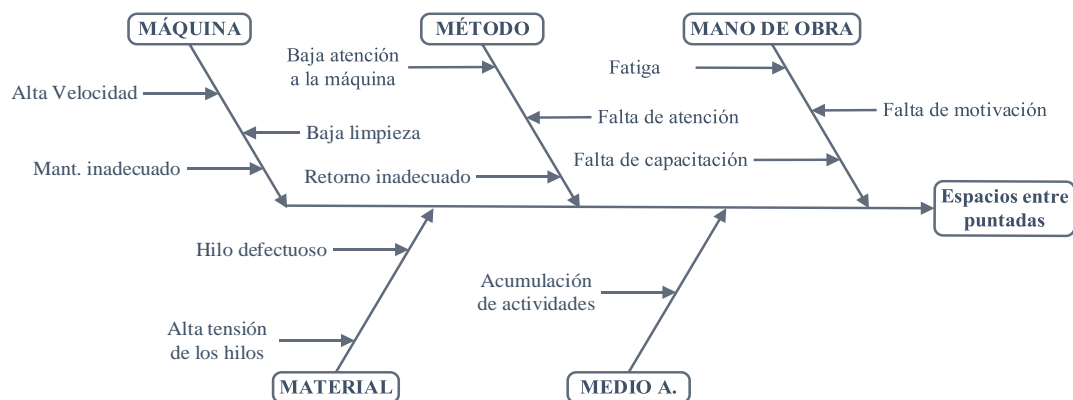 MÁQUINA
MÉTODO
MANO DE OBRA
Baja atención
a la máquina
Fatiga
Alta Velocidad
Falta de motivación
Falta de atención
Baja limpieza
Falta de capacitación
Mant. inadecuado
Retorno inadecuado
Espacios entre
puntadas
Hilo defectuoso
Acumulación
de actividades
Alta tensión
de los hilos
MATERIAL
MEDIO A.